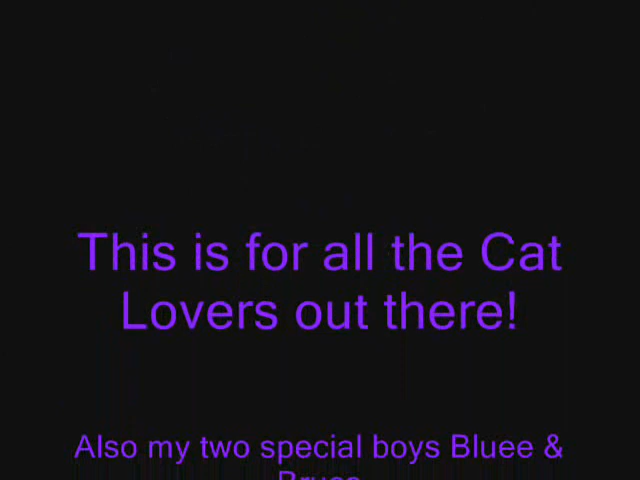 This is for all the Cat
Lovers out there!
Also my two special boys Bluee &